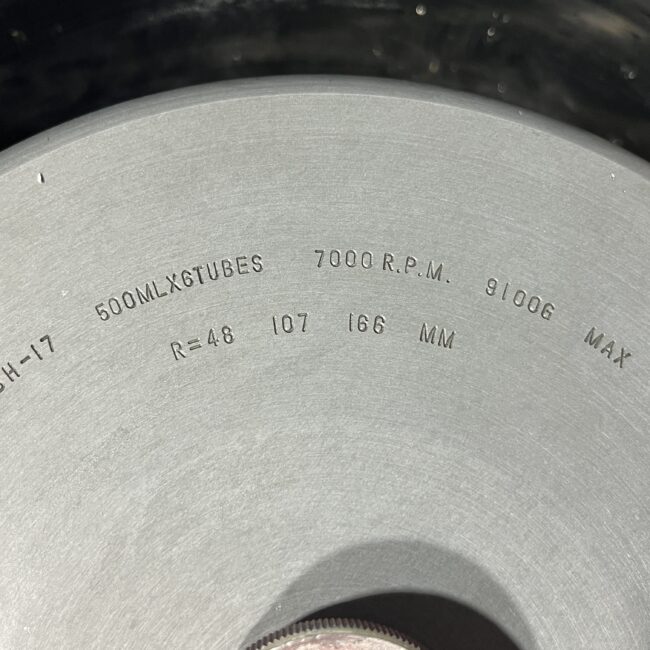 H-17 500MLX6TUBES 7000 R.P.M. 9100G MAX
R=48 107 166 MM